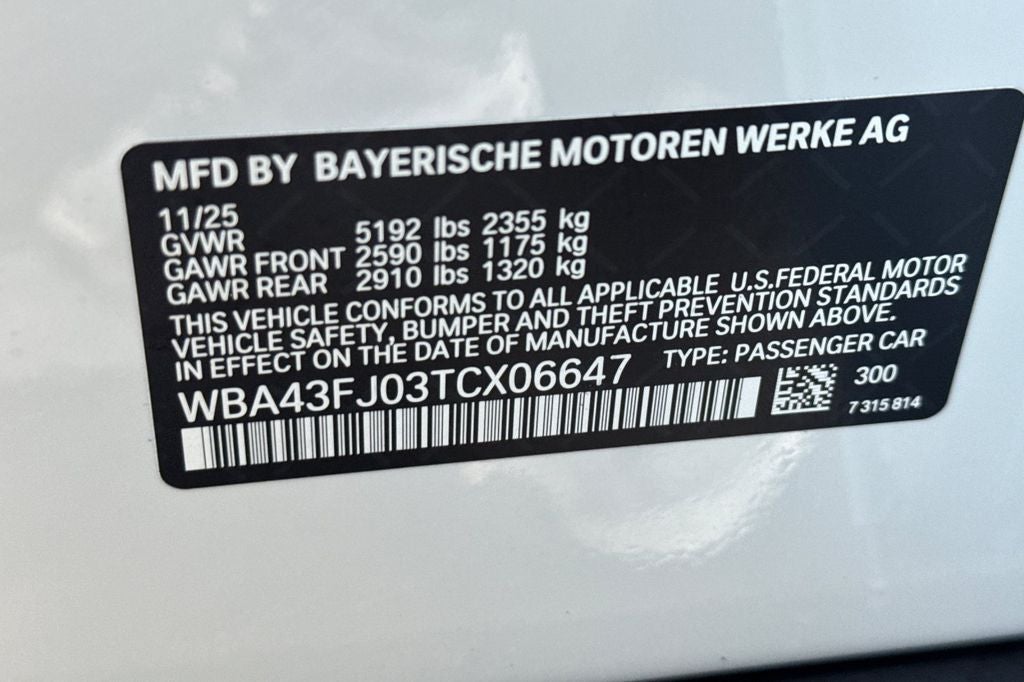 MFD BY BAYERISCHE MOTOREN WERKE AG
11/25
GVWR 5192 lbs 2355 kg
GAWR FRONT 2590 lbs 1175 kg
GAWR REAR 2910 lbs 1320 kg
THIS VEHICLE CONFORMS TO ALL APPLICABLE U.S.FEDERAL MOTOR
VEHICLE SAFETY, BUMPER AND THEFT PREVENTION STANDARDS
IN EFFECT ON THE DATE OF MANUFACTURE SHOWN ABOVE.
WBA43FJ03TCX06647 TYPE: PASSENGER CAR
300
7 315 814